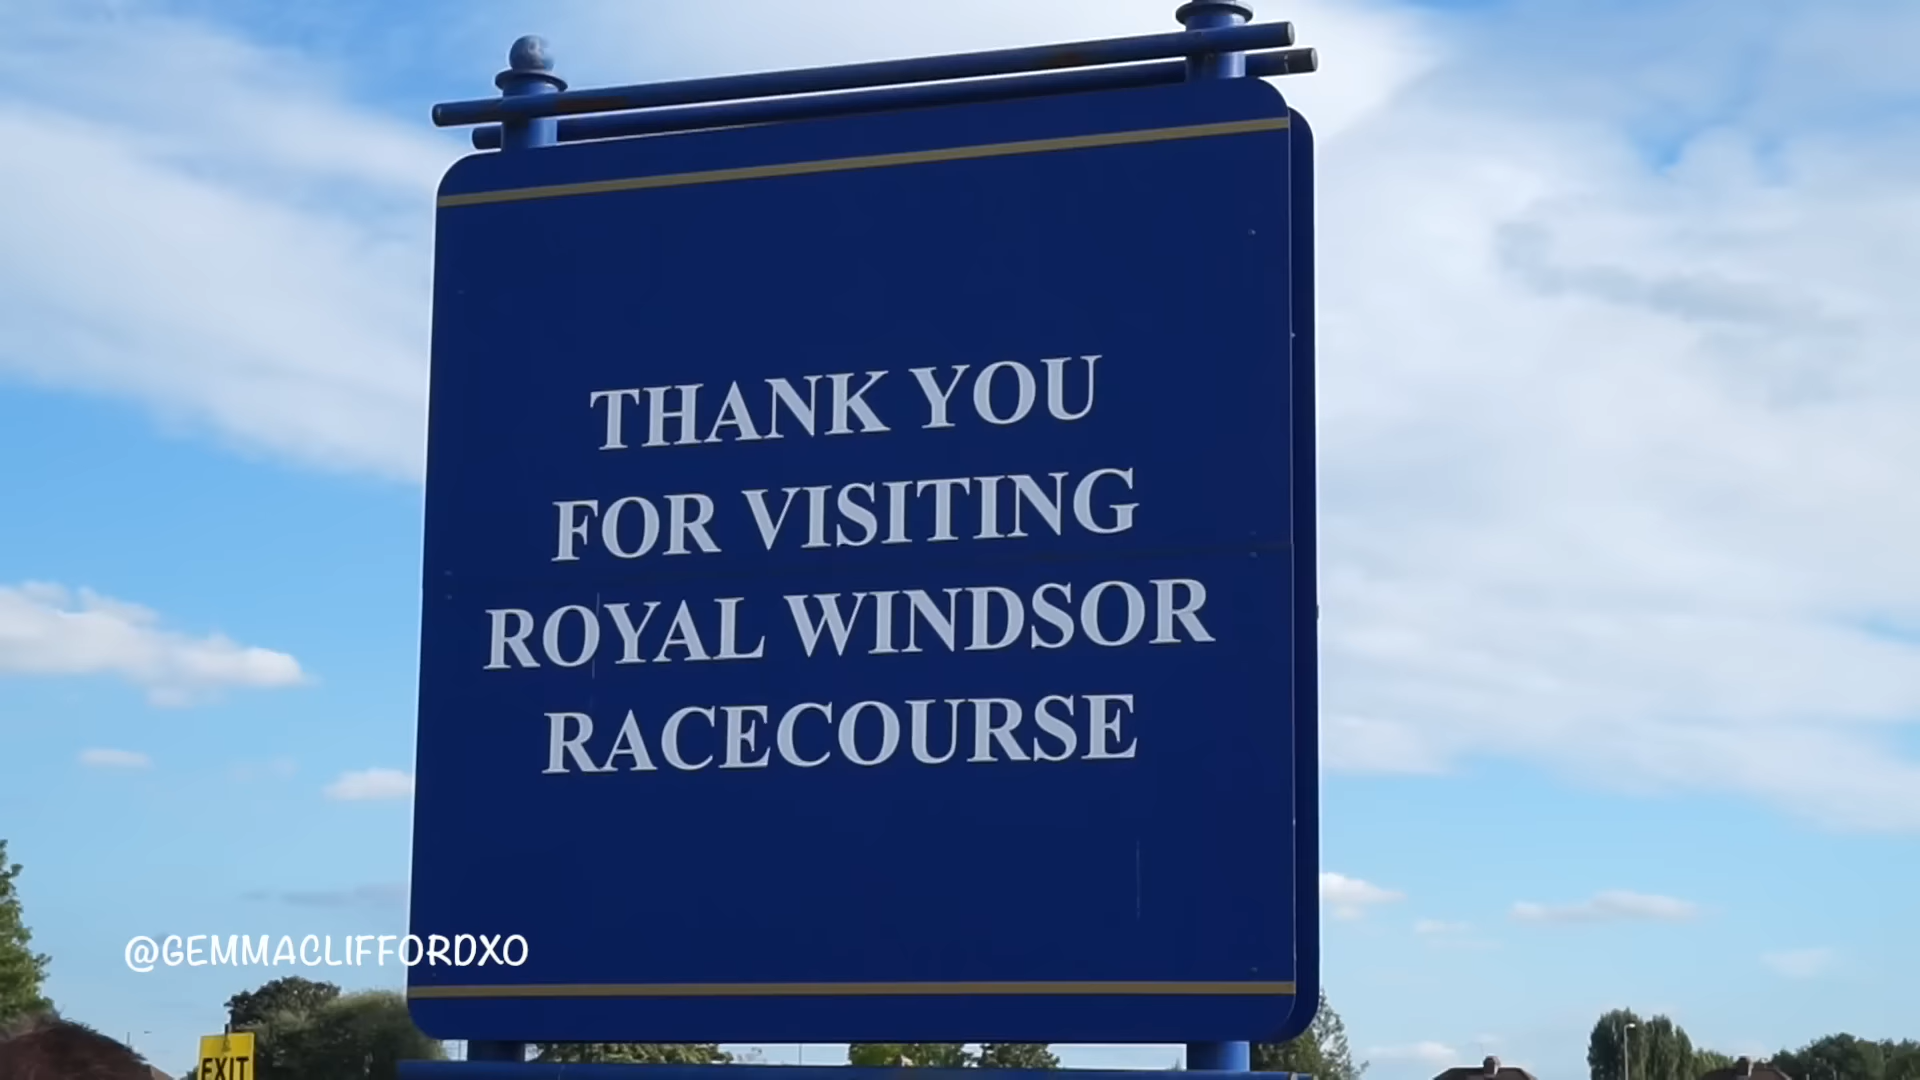 THANK YOU
FOR VISITING
ROYAL WINDSOR
RACECOURSE
@GEMMACLIFFORDXO
EXIT